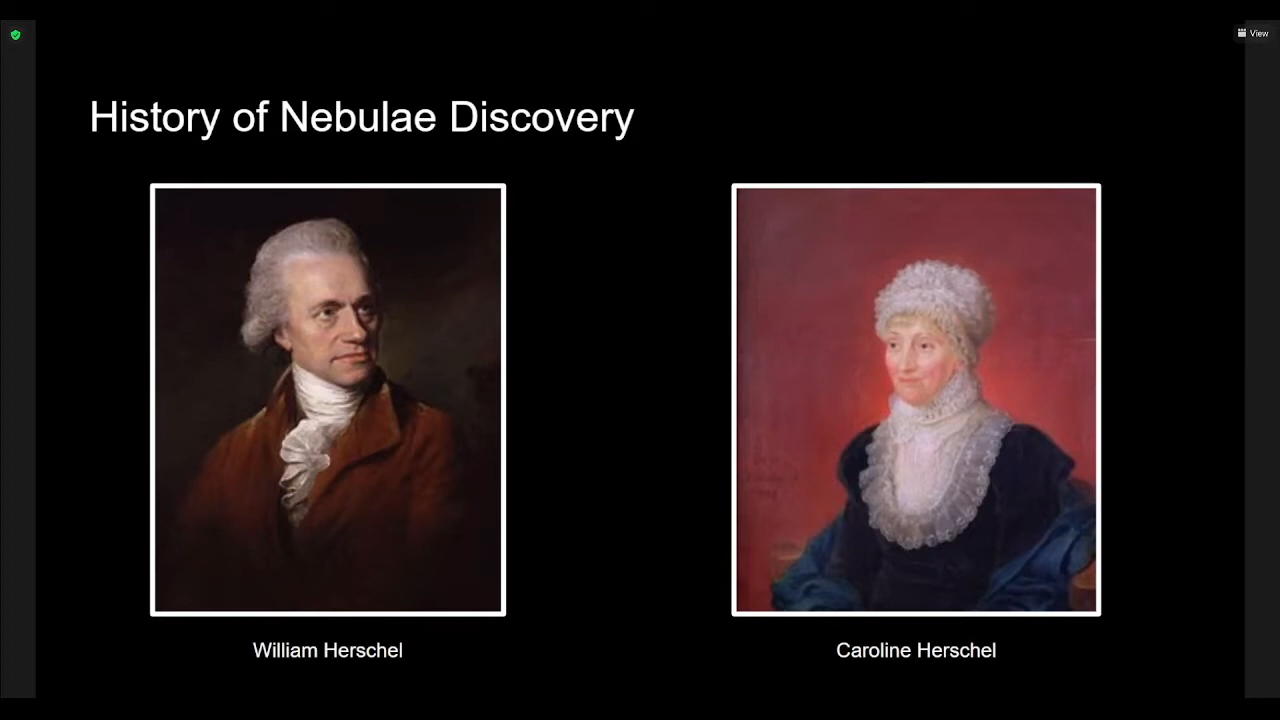 View
History of Nebulae Discovery
William Herschel
Caroline Herschel